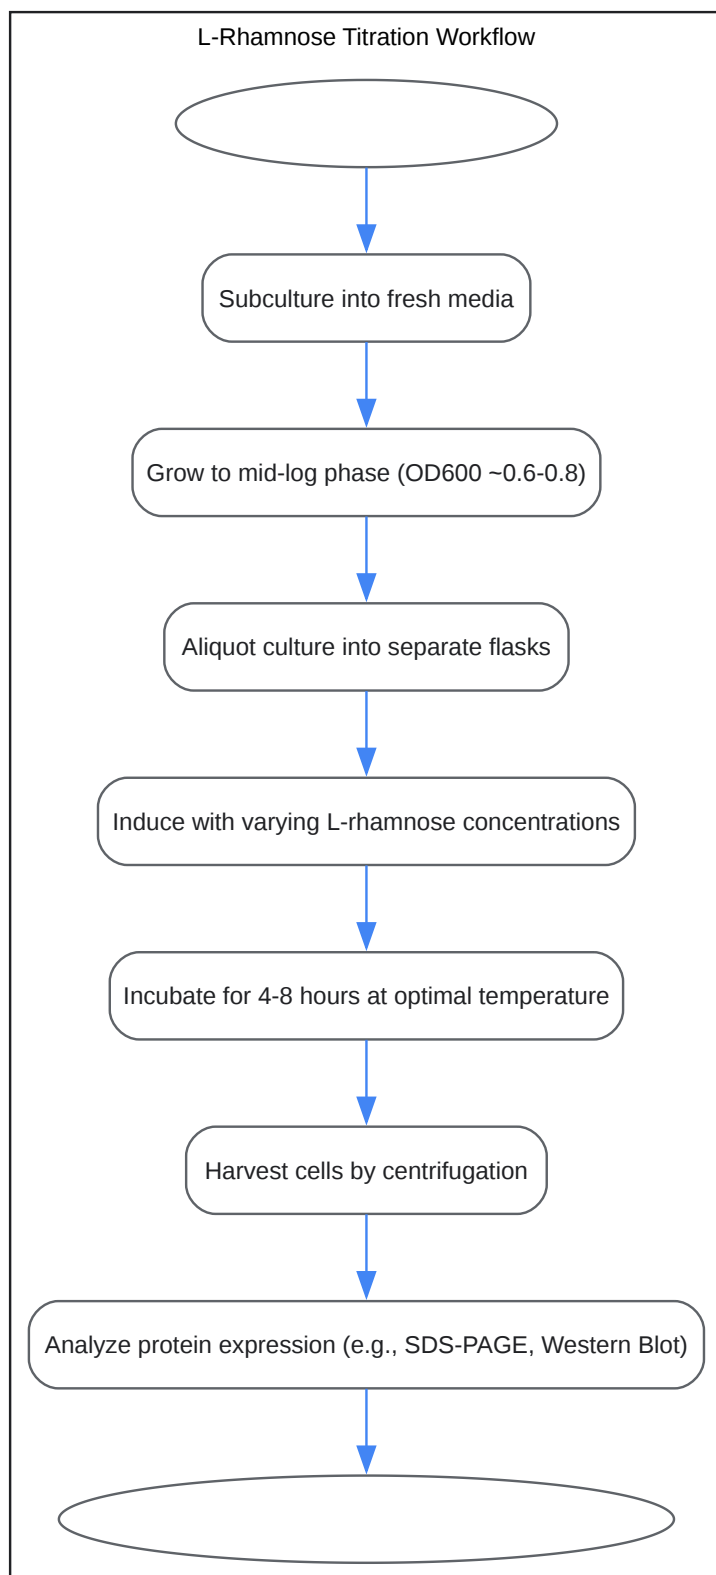 L-Rhamnose Titration Workflow
Subculture into fresh media
Grow to mid-log phase (OD600 ~0.6-0.8)
Aliquot culture into separate flasks
Induce with varying L-rhamnose concentrations
Incubate for 4-8 hours at optimal temperature
Harvest cells by centrifugation
Analyze protein expression (e.g., SDS-PAGE, Western Blot)